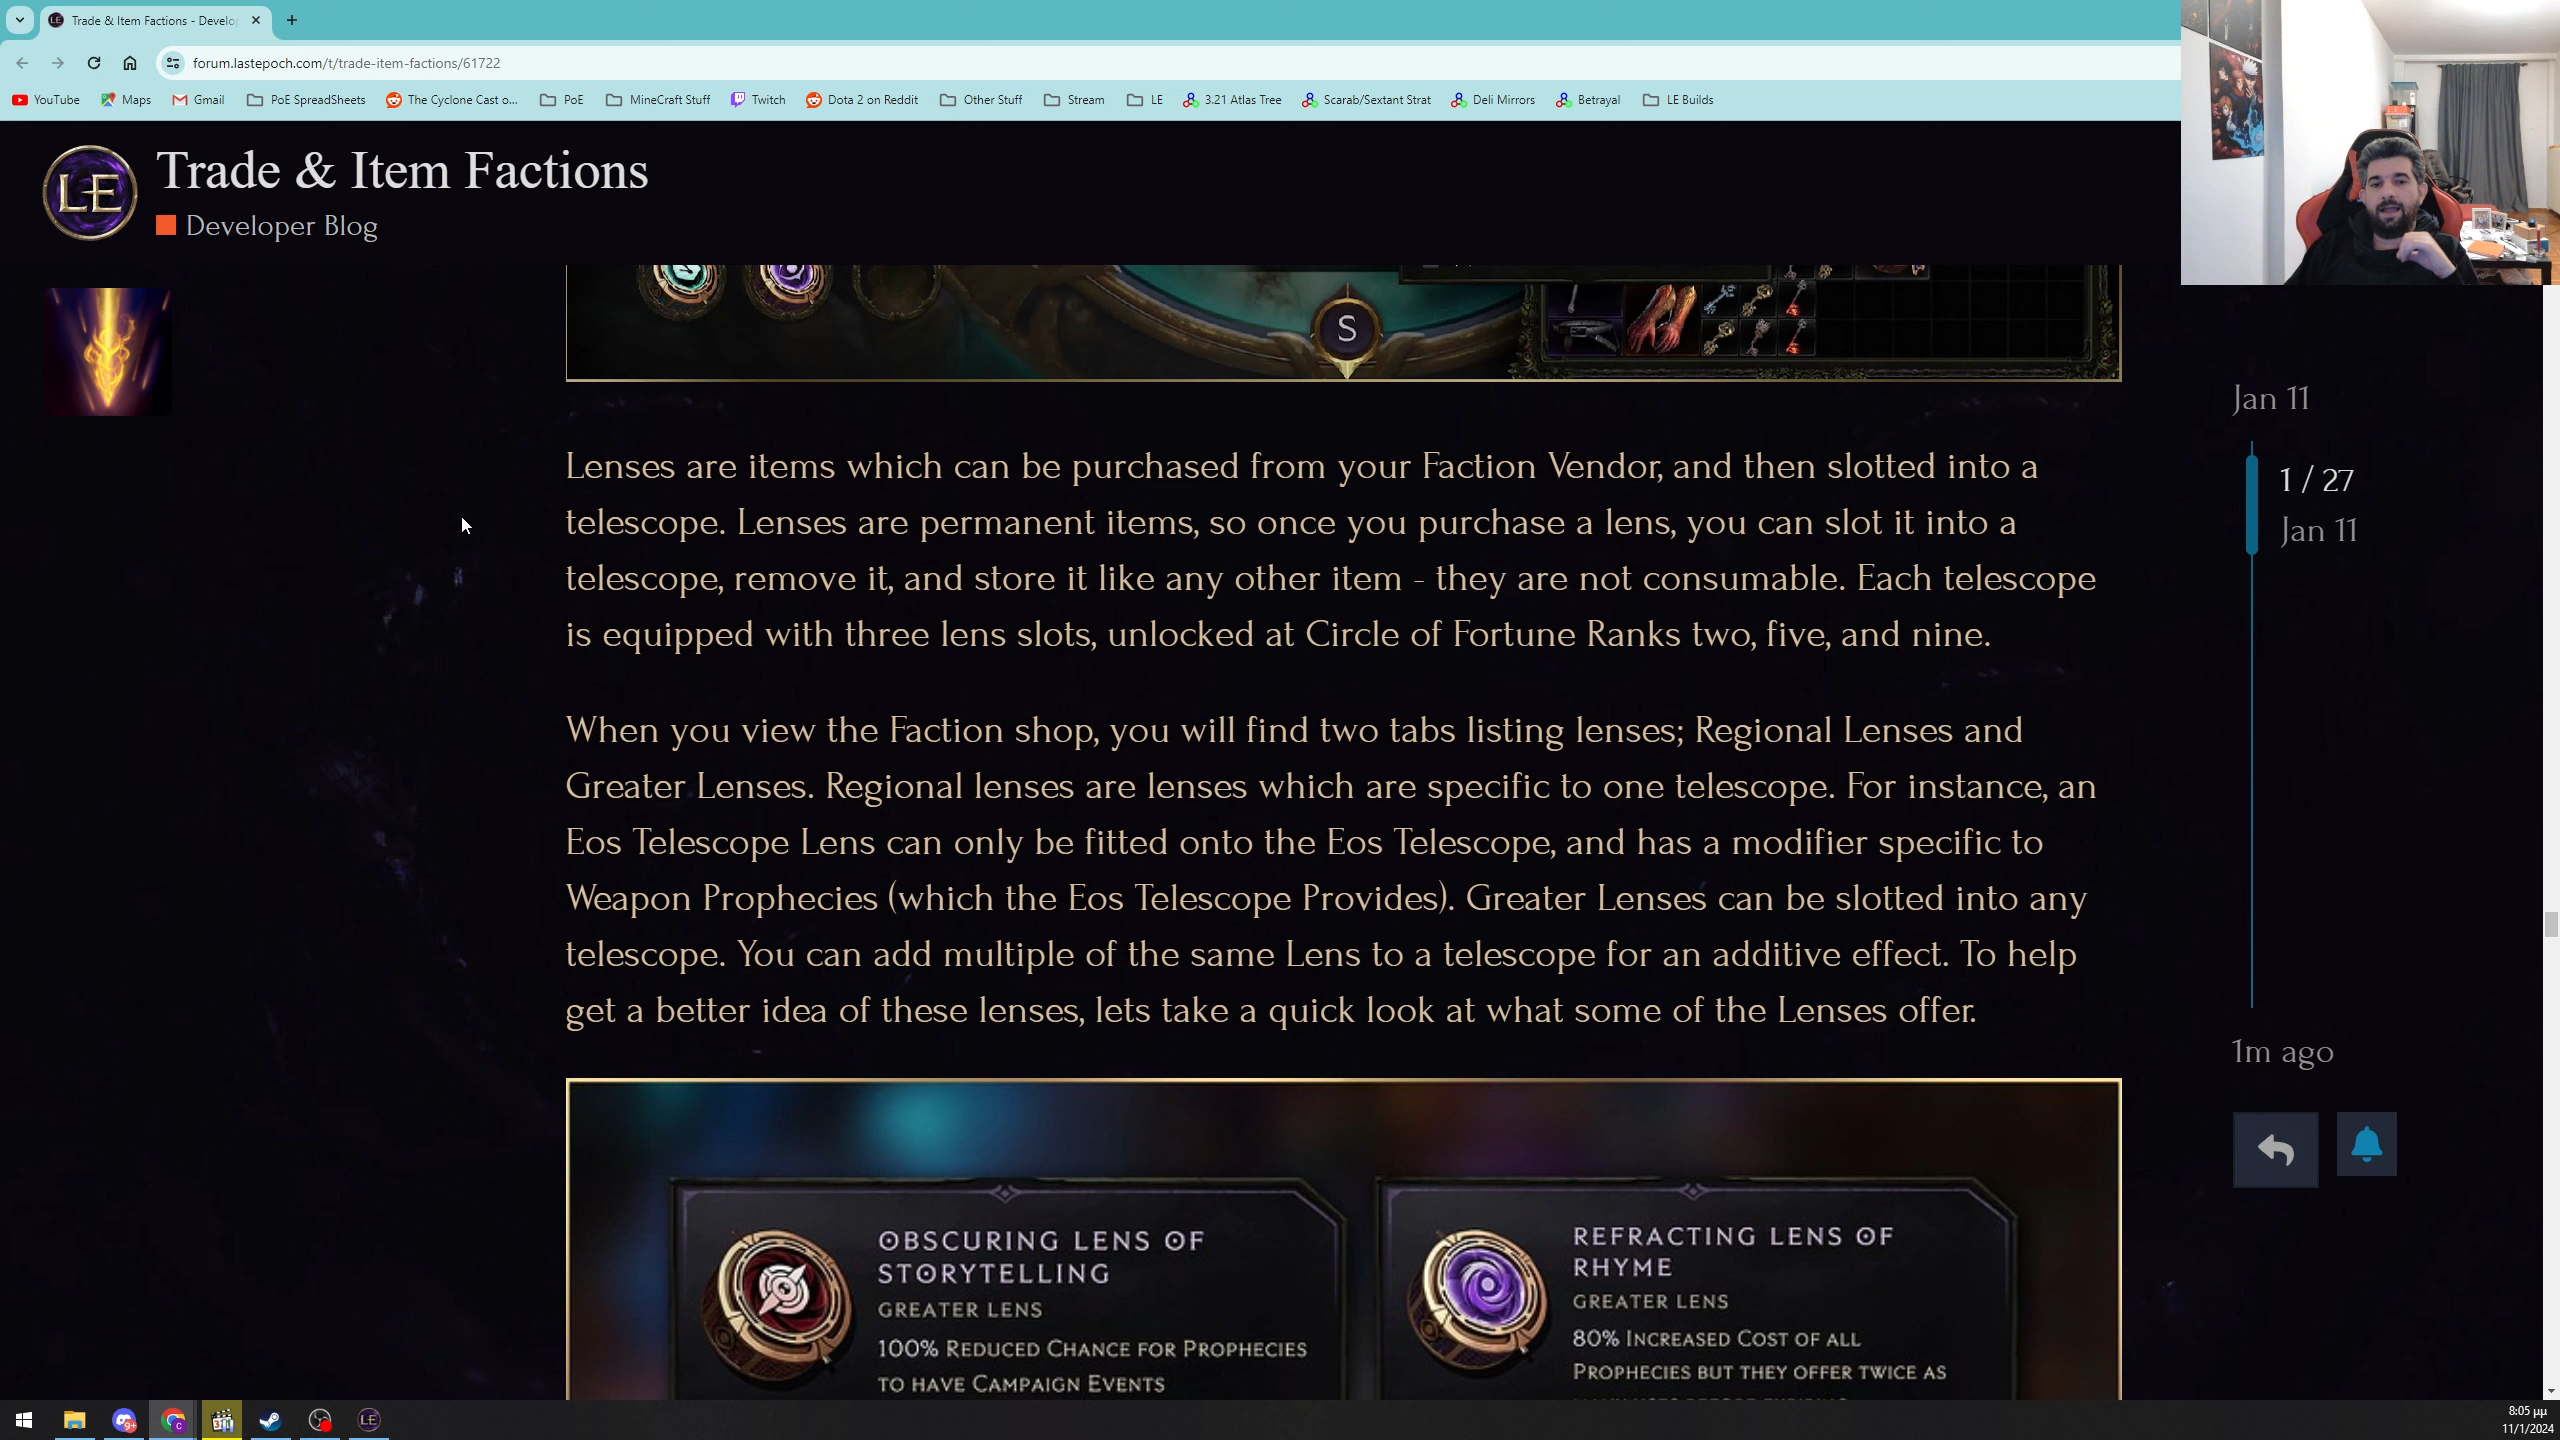 Trade & Item Factions - Develo
forum.lastepoch.com/t/trade-item-factions/61722
YouTube
Maps
Gmail
PoE SpreadSheets
The Cyclone Cast o...
PoE
MineCraft Stuff
Twitch
Dota 2 on Reddit
Other Stuff
Stream
LE
3.21 Atlas Tree
Scarab/Sextant Strat
Deli Mirrors
Betrayal
LE Builds
LE
Trade & Item Factions
Developer Blog
S
Lenses are items which can be purchased from your Faction Vendor, and then slotted into a
telescope. Lenses are permanent items, so once you purchase a lens, you can slot it into a
telescope, remove it, and store it like any other item - they are not consumable. Each telescope
is equipped with three lens slots, unlocked at Circle of Fortune Ranks two, five, and nine.
When you view the Faction shop, you will find two tabs listing lenses; Regional Lenses and
Greater Lenses. Regional lenses are lenses which are specific to one telescope. For instance, an
Eos Telescope Lens can only be fitted onto the Eos Telescope, and has a modifier specific to
Weapon Prophecies (which the Eos Telescope Provides). Greater Lenses can be slotted into any
telescope. You can add multiple of the same Lens to a telescope for an additive effect. To help
get a better idea of these lenses, lets take a quick look at what some of the Lenses offer.
Jan 11
1 / 27
Jan 11
1m ago
OBSCURING LENS OF
STORYTELLING
GREATER LENS
100% REDUCED CHANCE FOR PROPHECIES
TO HAVE CAMPAIGN EVENTS
REFRACTING LENS OF
RHYME
GREATER LENS
80% INCREASED COST OF ALL
PROPHECIES BUT THEY OFFER TWICE AS
9+
LE
8:05 μμ
11/1/2024